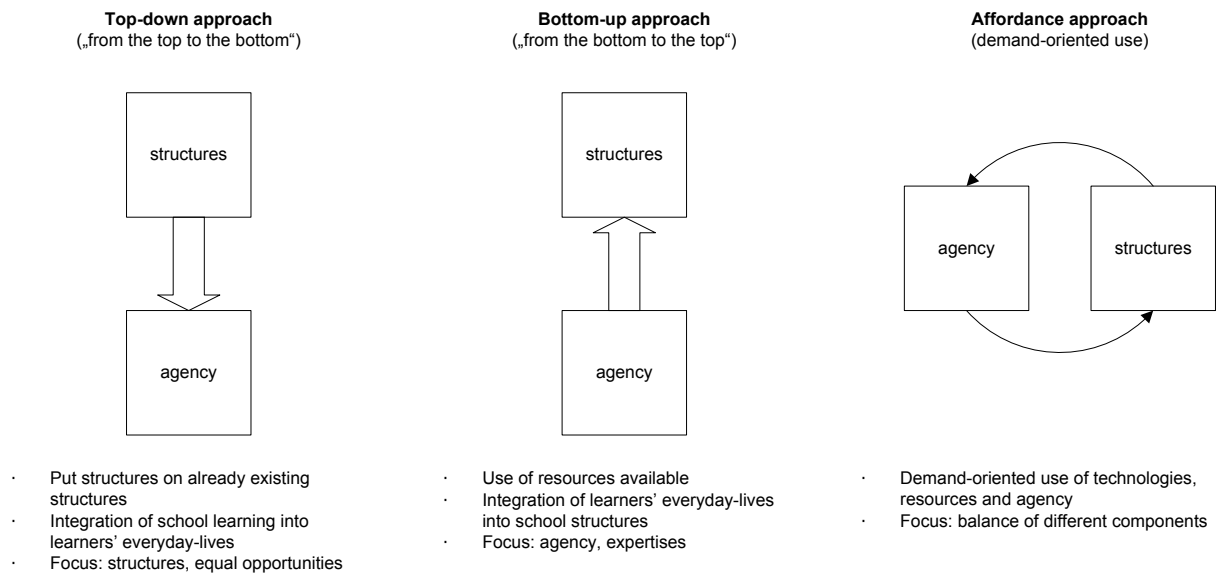 Top-down approach
(„from the top to the bottom“)
structures
agency
· Put structures on already existing
structures
· Integration of school learning into
learners’ everyday-lives
· Focus: structures, equal opportunities
Bottom-up approach
(„from the bottom to the top“)
structures
agency
· Use of resources available
· Integration of learners’ everyday-lives
into school structures
· Focus: agency, expertises
Affordance approach
(demand-oriented use)
agency
structures
· Demand-oriented use of technologies,
resources and agency
· Focus: balance of different components